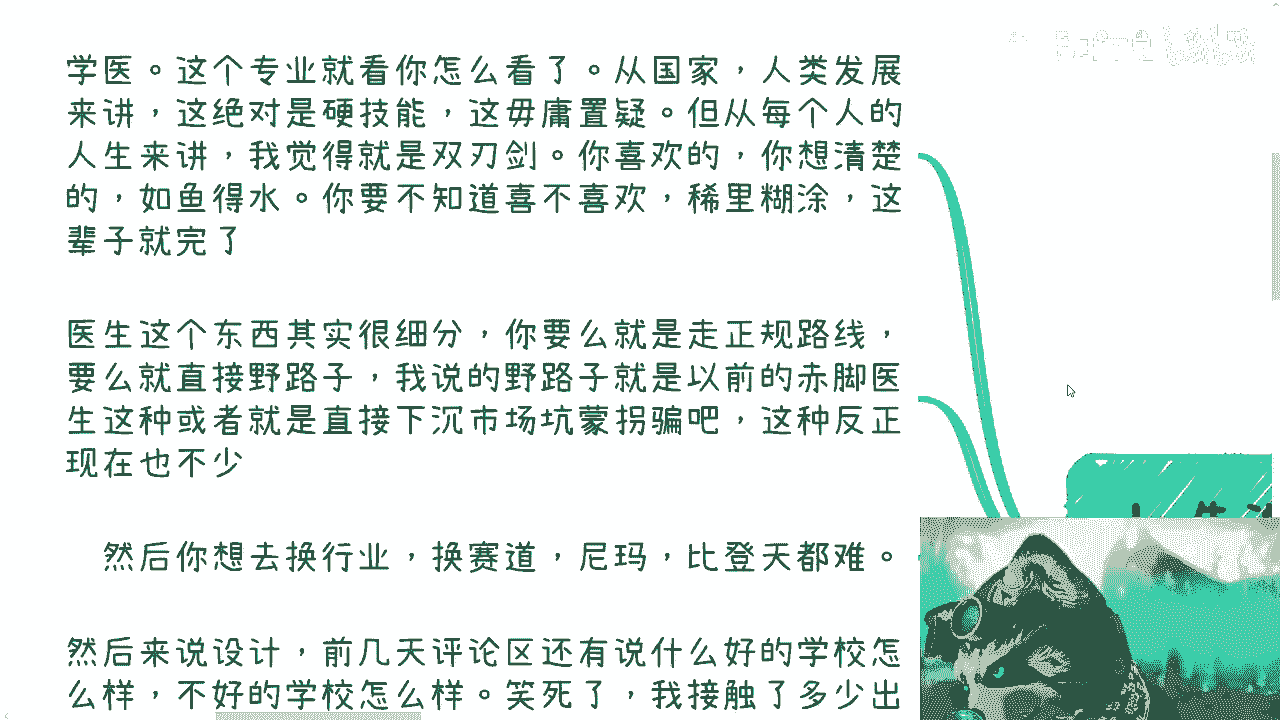 学医。这个专业就看你怎么看了。从国家，人类发展
来讲，这绝对是硬技能，这毋庸置疑。但从每个人的
人生来讲，我觉得就是双刃剑。你喜欢的，你想清楚
的，如鱼得水。你要不知道喜不喜欢，稀里糊涂，这
辈子就完了
医生这个东西其实很细分，你要么就是走正规路线，
要么就直接野路子，我说的野路子就是以前的赤脚医
生这种或者就是直接下沉市场坑蒙拐骗吧，这种反正
现在也不少
然后你想去换行业，换赛道，尼玛，比登天都难。
然后来说设计，前几天评论区还有说什么好的学校怎
么样，不好的学校怎么样。笑死了，我接触了多少出